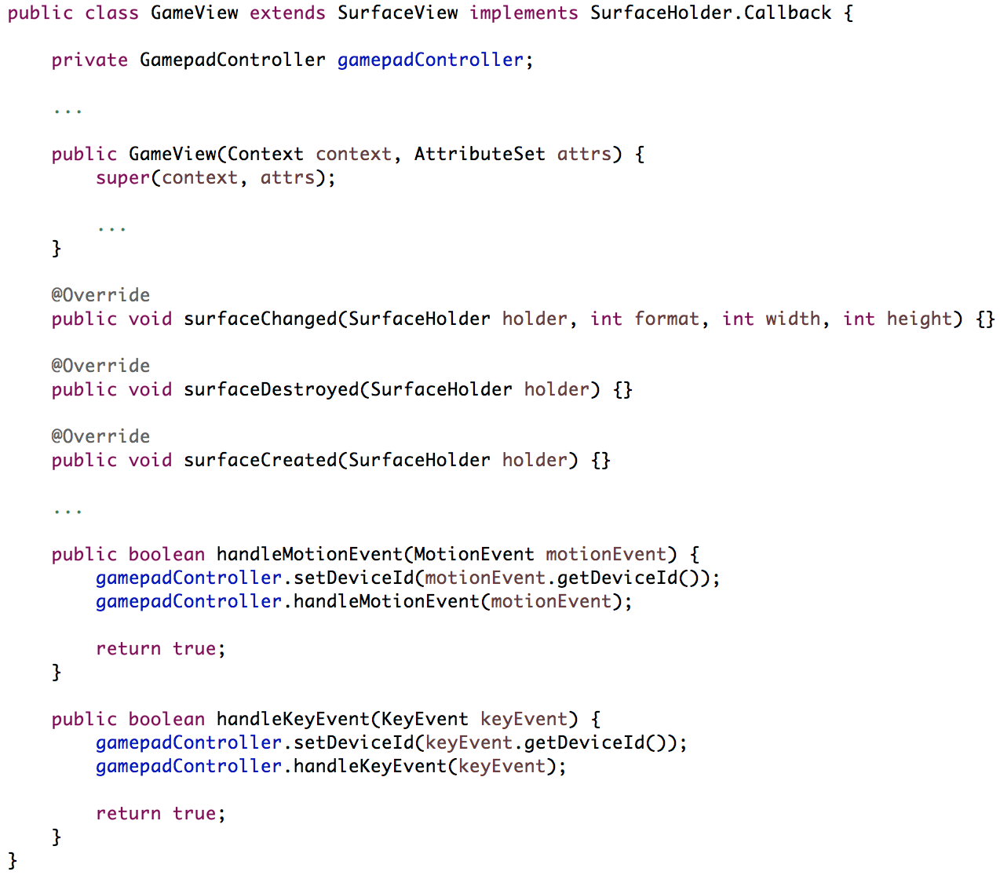 public class GameView extends SurfaceView implements SurfaceHolder.Callback {

    private GamepadController gamepadController;

    ...

    public GameView(Context context, AttributeSet attrs) {
        super(context, attrs);

        ...
    }

    @Override
    public void surfaceChanged(SurfaceHolder holder, int format, int width, int height) {}

    @Override
    public void surfaceDestroyed(SurfaceHolder holder) {}

    @Override
    public void surfaceCreated(SurfaceHolder holder) {}

    ...

    public boolean handleMotionEvent(MotionEvent motionEvent) {
        gamepadController.setDeviceId(motionEvent.getDeviceId());
        gamepadController.handleMotionEvent(motionEvent);

        return true;
    }

    public boolean handleKeyEvent(KeyEvent keyEvent) {
        gamepadController.setDeviceId(keyEvent.getDeviceId());
        gamepadController.handleKeyEvent(keyEvent);

        return true;
    }
}